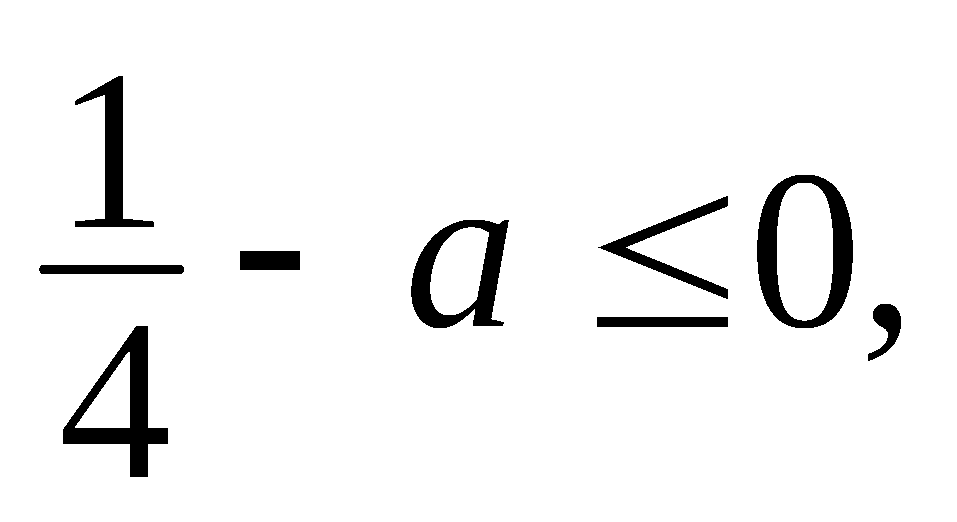 1/4 - a ≤0,